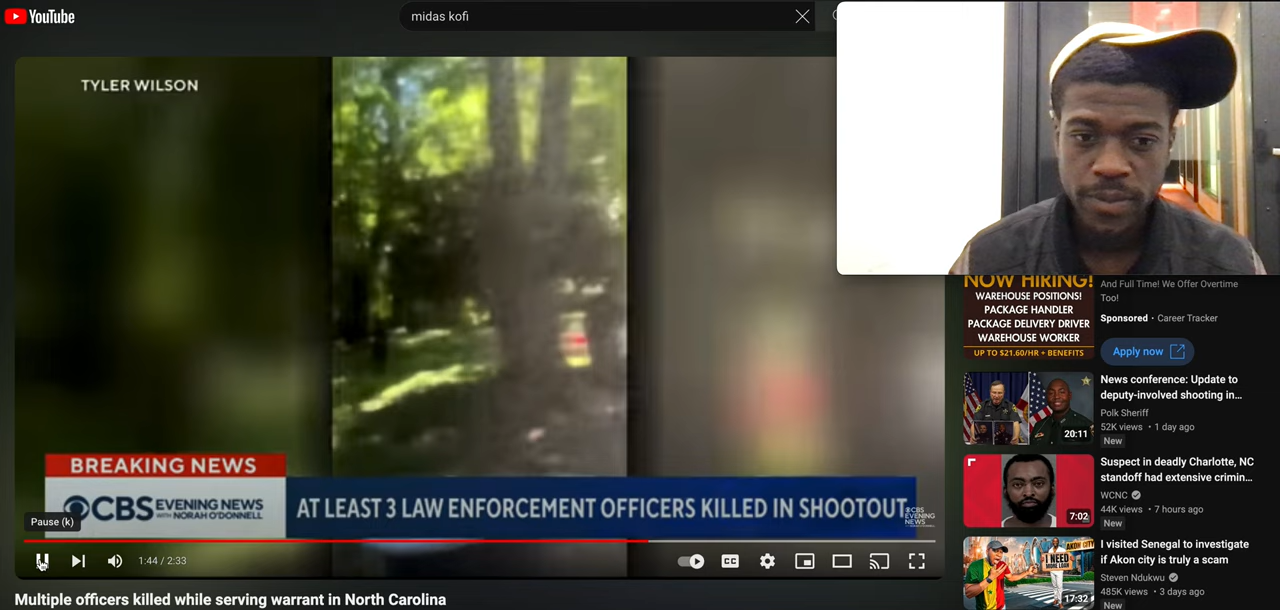 YouTube
midas kofi
TYLER WILSON
BREAKING NEWS
CBS EVENING NEWS
WITH NORAH O'DONNELL
AT LEAST 3 LAW ENFORCEMENT OFFICERS KILLED IN SHOOTOUT
CBS
EVENING
NEWS
Pause (k)
1:44 / 2:33
CC
Multiple officers killed while serving warrant in North Carolina
NOW HIRING!
WAREHOUSE POSITIONS!
PACKAGE HANDLER
PACKAGE DELIVERY DRIVER
WAREHOUSE WORKER
UP TO $21.60/HR + BENEFITS
And Full Time! We Offer Overtime
Too!
Sponsored · Career Tracker
Apply now
20:11
News conference: Update to
deputy-involved shooting in...
Polk Sheriff
52K views · 1 day ago
New
7:02
Suspect in deadly Charlotte, NC
standoff had extensive crimin...
WCNC
44K views · 7 hours ago
New
AKON CITY
I NEED
MORE LOAN
17:32
I visited Senegal to investigate
if Akon city is truly a scam
Steven Ndukwu
485K views · 3 days ago
New